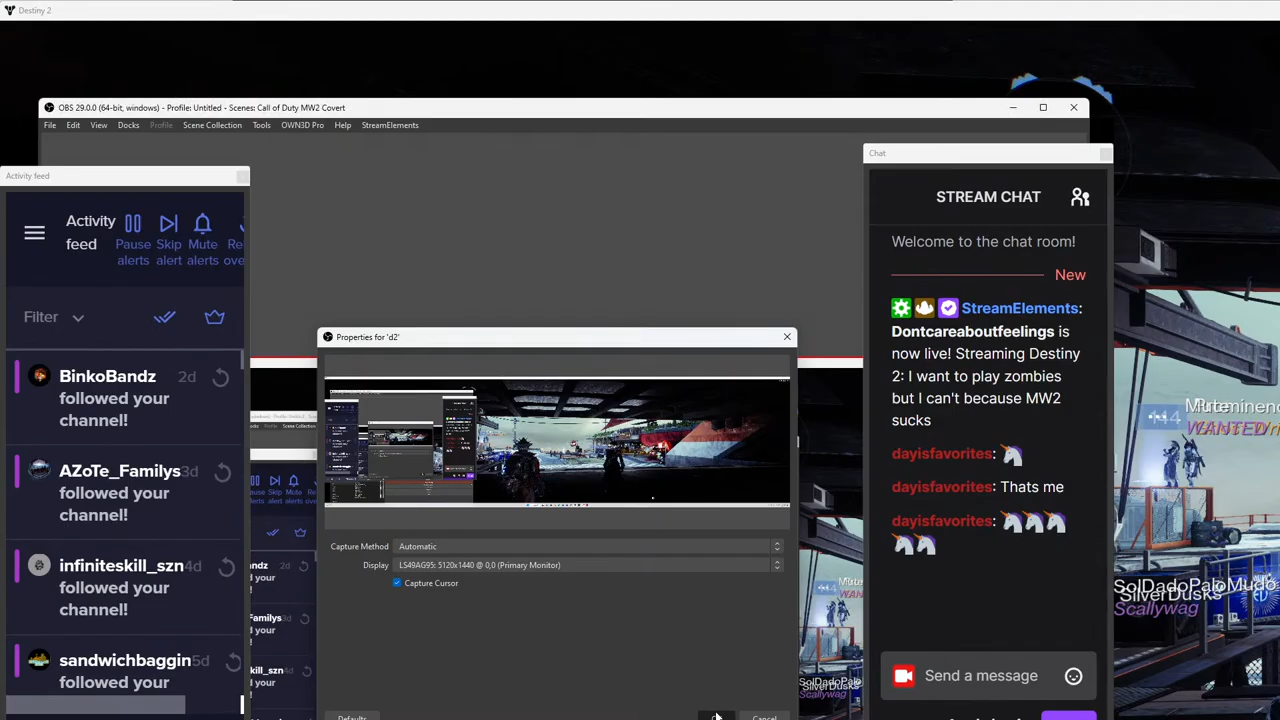 Destiny 2
OBS 29.0.0 (64-bit, windows) - Profile: Untitled - Scenes: Call of Duty MW2 Covert
File Edit View Docks Profile Scene Collection Tools OWN3D Pro Help StreamElements
Activity feed
Activity
feed
Pause
alerts
Skip
alert
Mute
alerts
Filter
BinkoBandz 2d
followed your
channel!
AZoTe_Familys 3d
followed your
channel!
infiniteskill_szn 4d
followed your
channel!
sandwichbaggin 5d
followed your
Properties for 'd2'
Capture Method Automatic
Display LS49AG95: 5120x1440 @ 0,0 (Primary Monitor)
Capture Cursor
Defaults
Cancel
Chat
STREAM CHAT
Welcome to the chat room!
New
StreamElements:
Dontcareaboutfeelings is
now live! Streaming Destiny
2: I want to play zombies
but I can't because MW2
sucks
dayisfavorites:
dayisfavorites: Thats me
dayisfavorites:
Send a message
SolDadoPaloMudo
SilverDusks
Scallywag